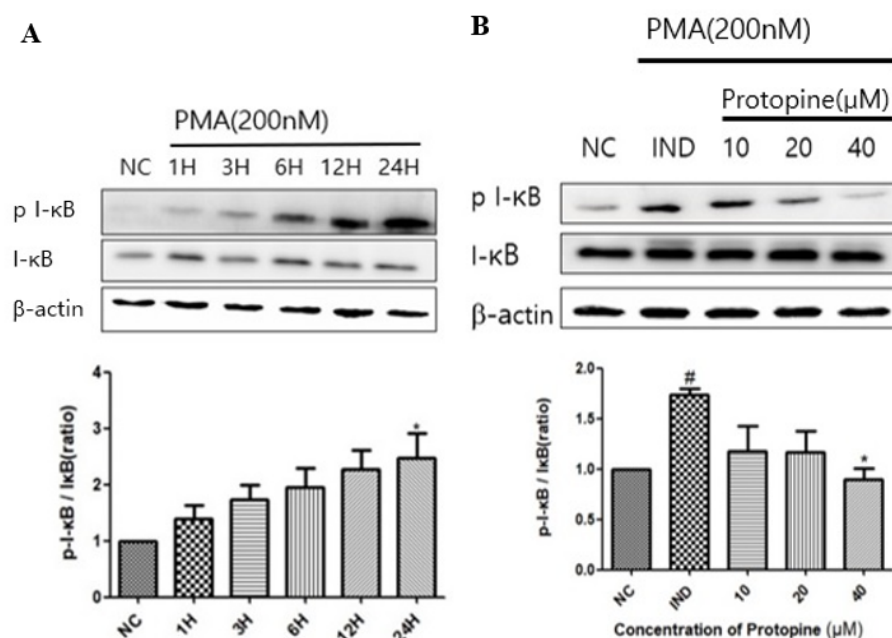 A
PMA(200nM)
NC 1H 3H 6H 12H 24H
p I-κB
I-κB
β-actin
p-I-κB / IκB(ratio)
4
3
2
1
0
*
NC 1H 3H 6H 12H 24H
B
PMA(200nM)
Protopine(μM)
NC IND 10 20 40
p I-κB
I-κB
β-actin
p-I-κB / IκB(ratio)
2.0
1.5
1.0
0.5
0.0
#
*
NC IND 10 20 40
Concentration of Protopine (μM)